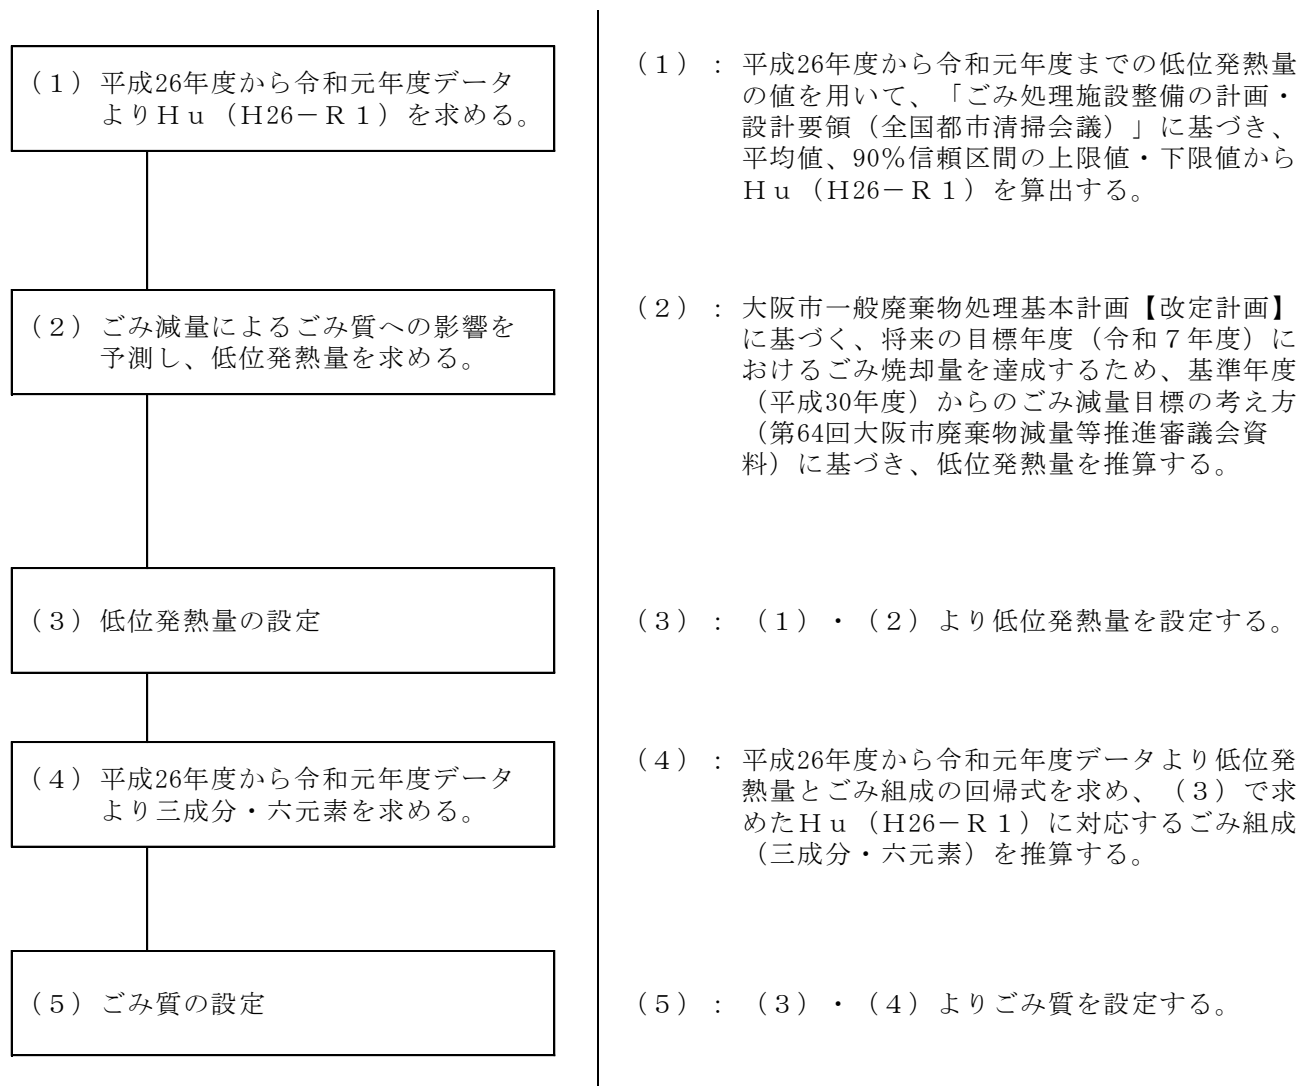 （１）平成26年度から令和元年度データ
よりＨｕ（H26－Ｒ１）を求める。
（１）：平成26年度から令和元年度までの低位発熱量
の値を用いて、「ごみ処理施設整備の計画・
設計要領（全国都市清掃会議）」に基づき、
平均値、90％信頼区間の上限値・下限値から
Ｈｕ（H26－Ｒ１）を算出する。
（２）ごみ減量によるごみ質への影響を
予測し、低位発熱量を求める。
（２）：大阪市一般廃棄物処理基本計画【改定計画】
に基づく、将来の目標年度（令和７年度）に
おけるごみ焼却量を達成するため、基準年度
（平成30年度）からのごみ減量目標の考え方
（第64回大阪市廃棄物減量等推進審議会資
料）に基づき、低位発熱量を推算する。
（３）低位発熱量の設定
（３）：（１）・（２）より低位発熱量を設定する。
（４）平成26年度から令和元年度データ
より三成分・六元素を求める。
（４）：平成26年度から令和元年度データより低位発
熱量とごみ組成の回帰式を求め、（３）で求
めたＨｕ（H26－Ｒ１）に対応するごみ組成
（三成分・六元素）を推算する。
（５）ごみ質の設定
（５）：（３）・（４）よりごみ質を設定する。